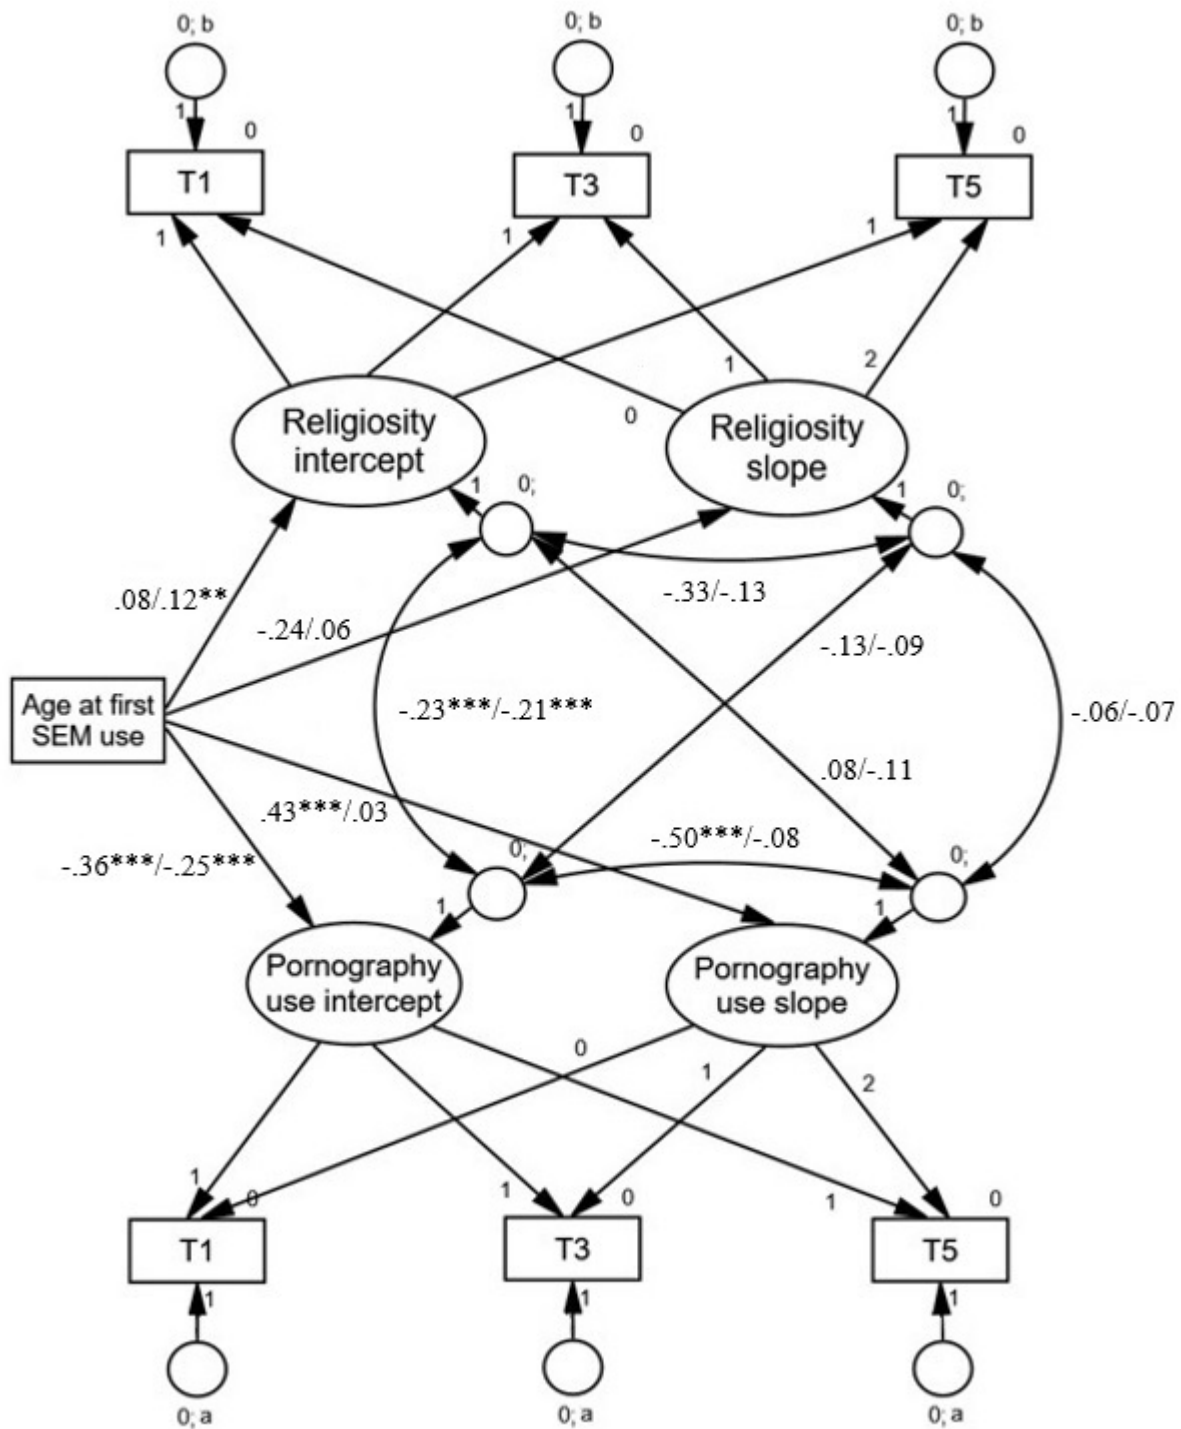 0; b
0; b
0; b
1
1
1
0
0
0
T1
T3
T5
1
1
1
Religiosity
intercept
Religiosity
slope
0
1
2
1
0;
1
0;
.08/.12**
-.24/.06
-.33/-.13
-.13/-.09
Age at first
SEM use
-.23***/-.21***
-.06/-.07
.08/-.11
.43***/.03
-.50***/-.08
-.36***/-.25***
0;
0;
1
1
Pornography
use intercept
Pornography
use slope
0
1
2
1
0
1
0
1
0
T1
T3
T5
1
1
1
0; a
0; a
0; a